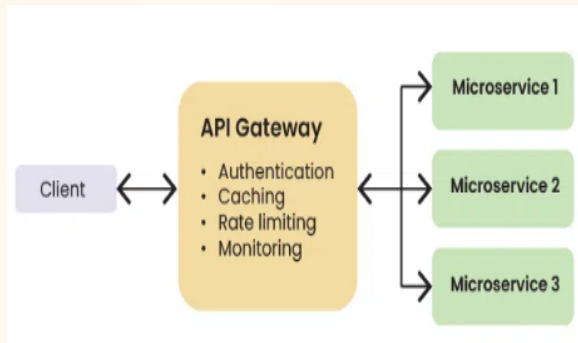 Client
API Gateway
• Authentication
• Caching
• Rate limiting
• Monitoring
Microservice 1
Microservice 2
Microservice 3